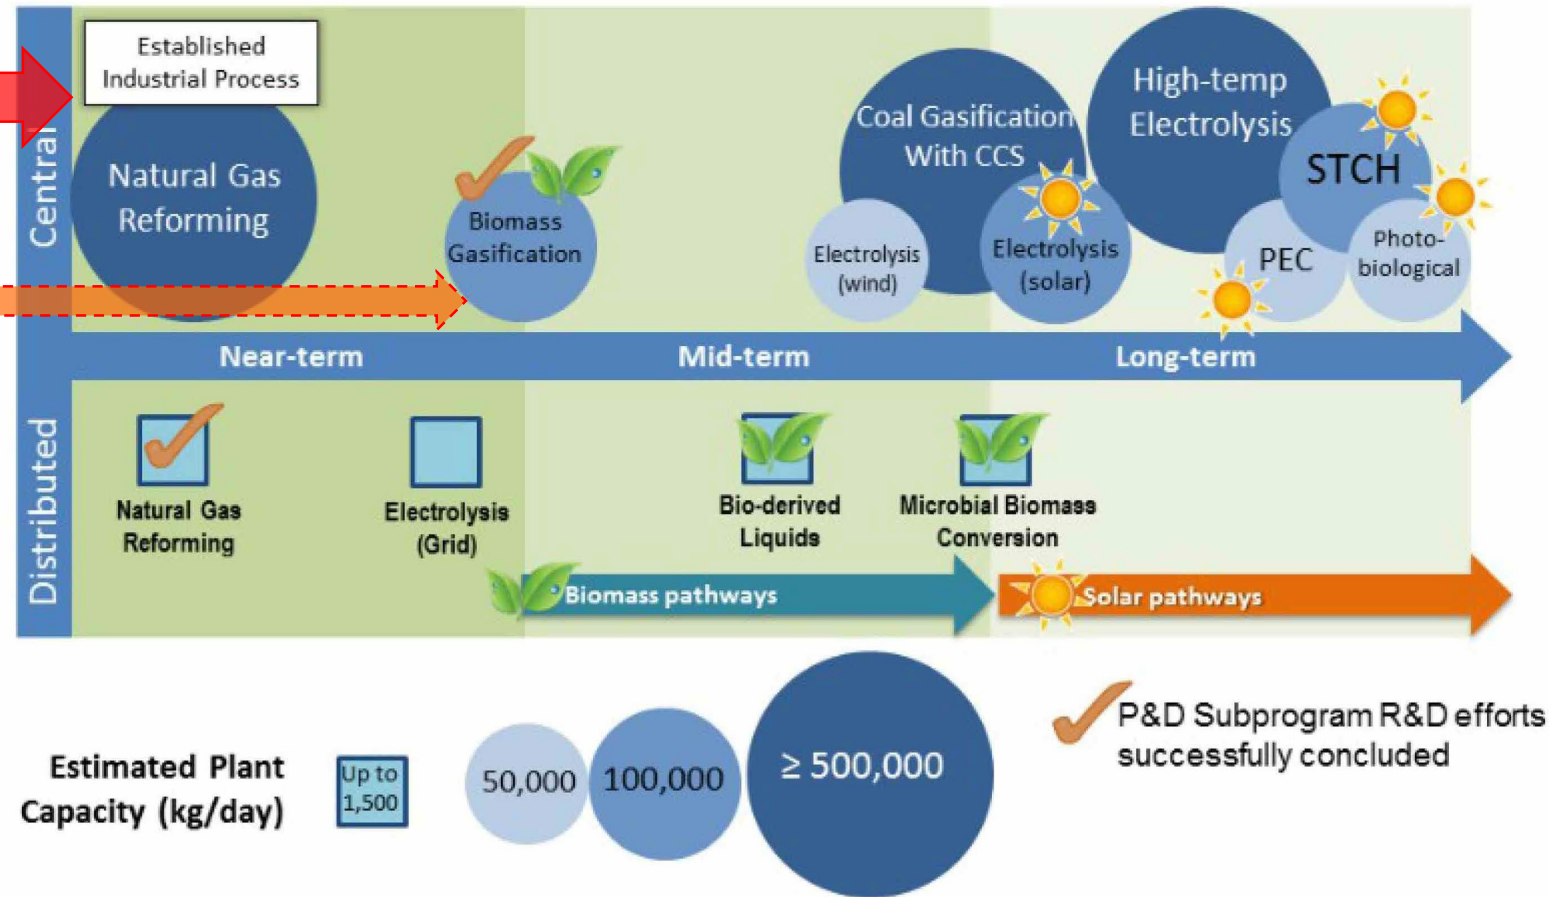 Established
Industrial Process
Central
Natural Gas
Reforming
Biomass
Gasification
Coal Gasification
With CCS
Electrolysis
(wind)
Electrolysis
(solar)
High-temp
Electrolysis
STCH
PEC
Photo-
biological
Near-term
Mid-term
Long-term
Distributed
Natural Gas
Reforming
Electrolysis
(Grid)
Bio-derived
Liquids
Microbial Biomass
Conversion
Biomass pathways
Solar pathways
Estimated Plant
Capacity (kg/day)
Up to
1,500
50,000
100,000
≥ 500,000
P&D Subprogram R&D efforts
successfully concluded